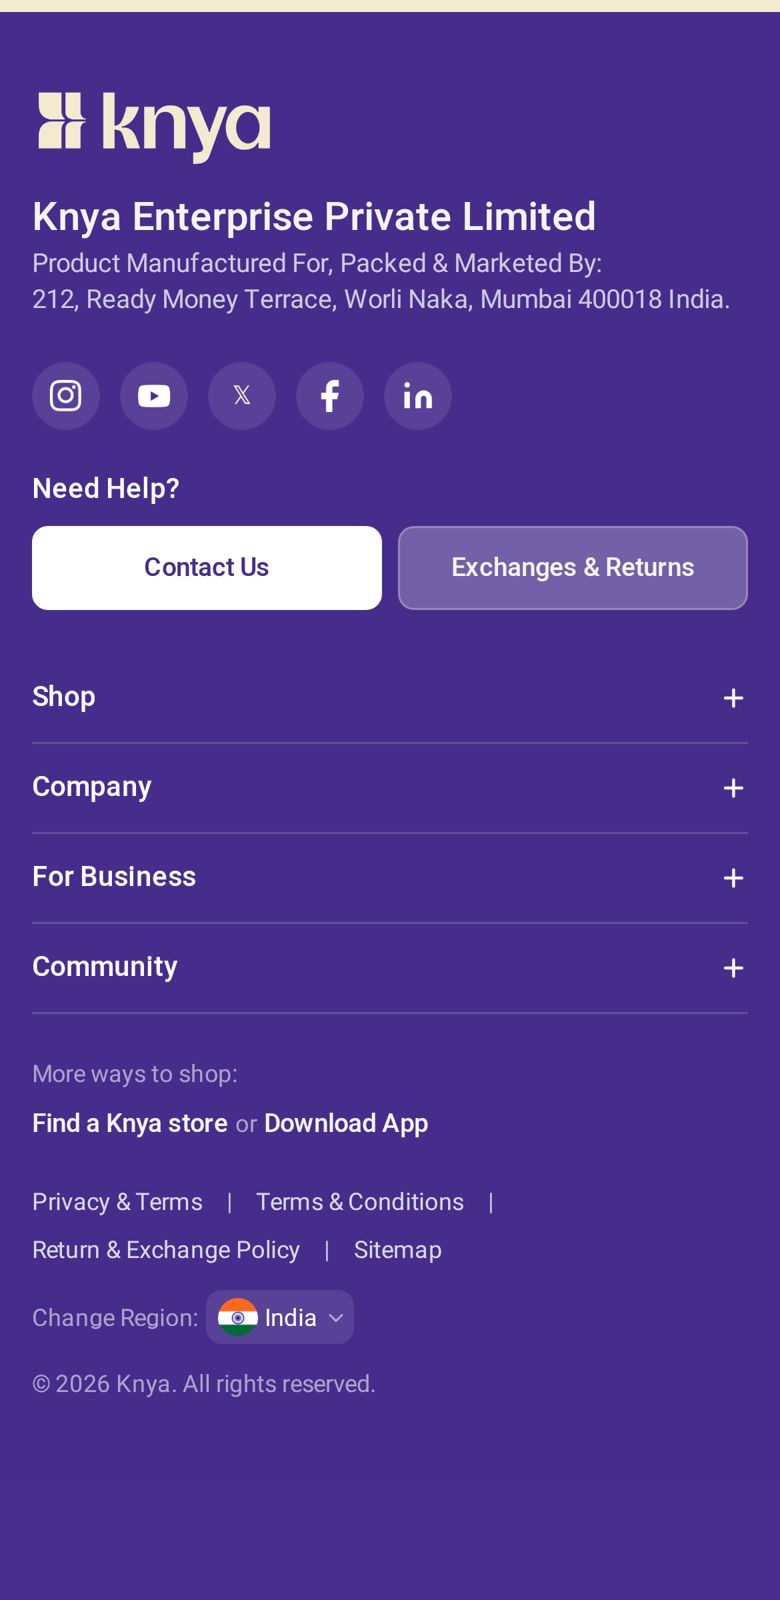 knya
Knya Enterprise Private Limited
Product Manufactured For, Packed & Marketed By:
212, Ready Money Terrace, Worli Naka, Mumbai 400018 India.
𝕏
Need Help?
Contact Us
Exchanges & Returns
Shop +
Company +
For Business +
Community +
More ways to shop:
Find a Knya store or Download App
Privacy & Terms | Terms & Conditions |
Return & Exchange Policy | Sitemap
Change Region: India
© 2026 Knya. All rights reserved.